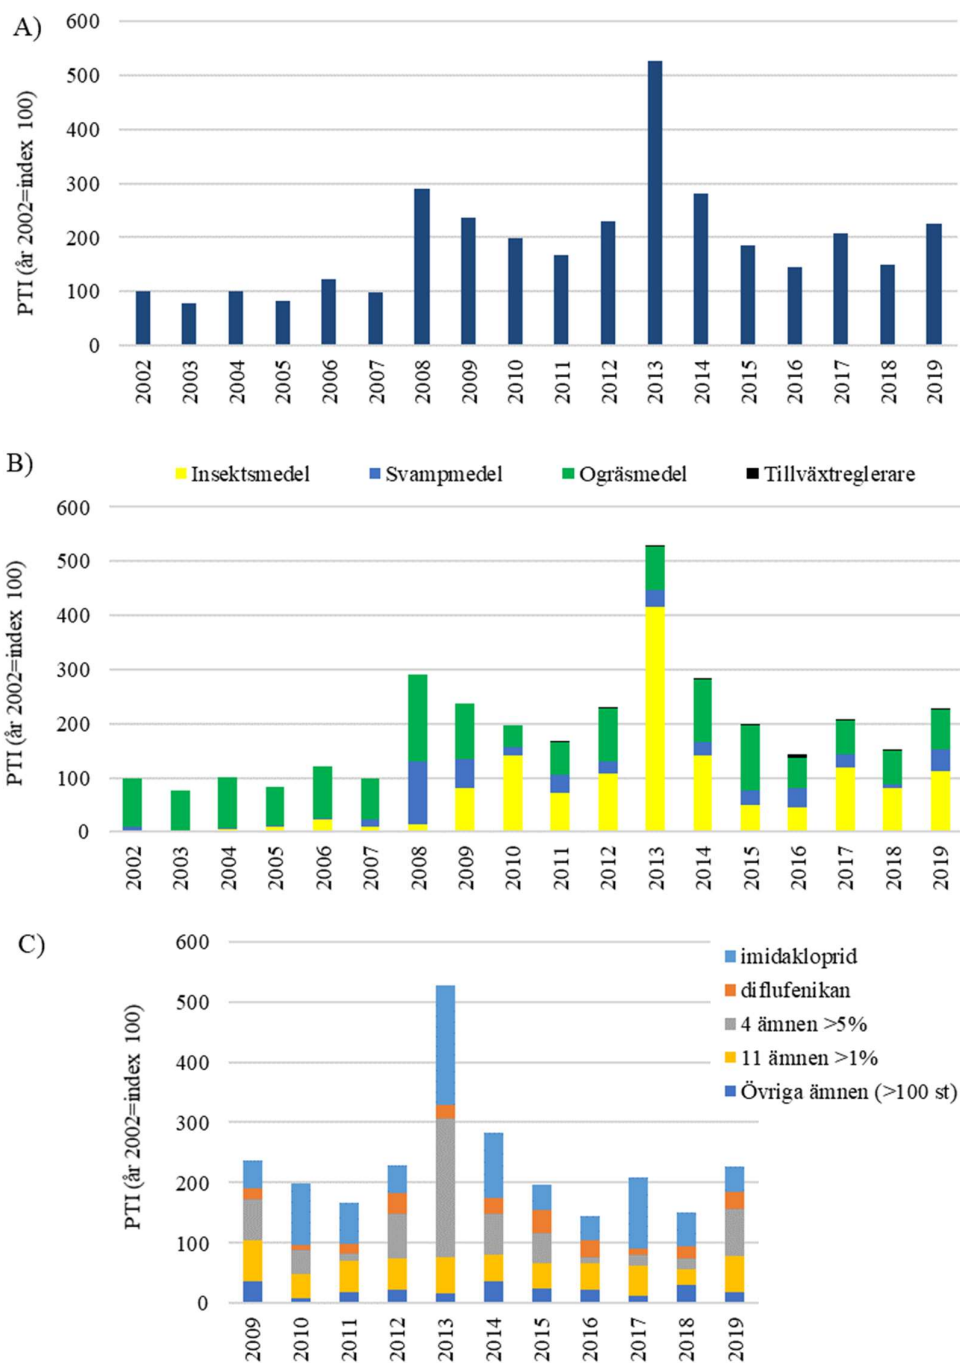 A)
PTI (år 2002=index 100)
600
500
400
300
200
100
0
2002 2003 2004 2005 2006 2007 2008 2009 2010 2011 2012 2013 2014 2015 2016 2017 2018 2019
B)
Insektsmedel Svampmedel Ogräsmedel Tillväxtreglerare
PTI (år 2002=index 100)
600
500
400
300
200
100
0
2002 2003 2004 2005 2006 2007 2008 2009 2010 2011 2012 2013 2014 2015 2016 2017 2018 2019
C)
PTI (år 2002=index 100)
600
500
400
300
200
100
0
2009 2010 2011 2012 2013 2014 2015 2016 2017 2018 2019
imidakloprid
diflufenikan
4 ämnen >5%
11 ämnen >1%
Övriga ämnen (>100 st)